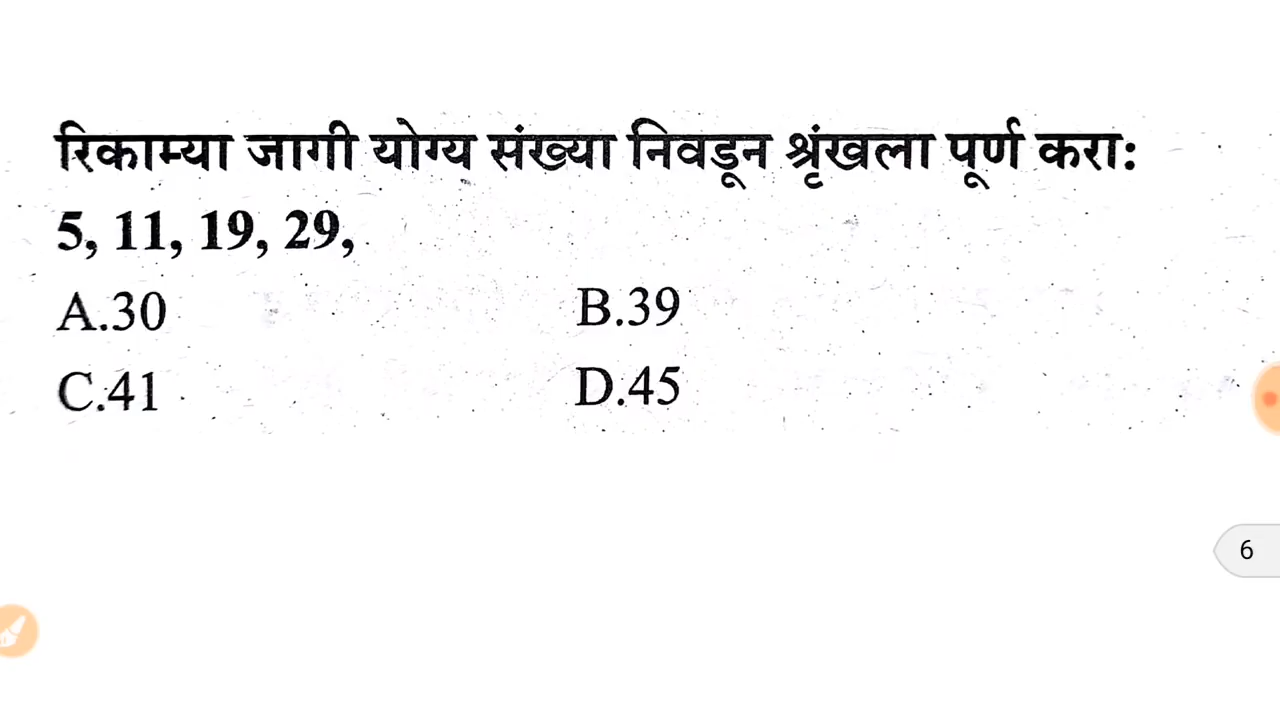 रिकाम्या जागी योग्य संख्या निवडून श्रृंखला पूर्ण करा:
5, 11, 19, 29,
A.30 B.39
C.41 D.45
6